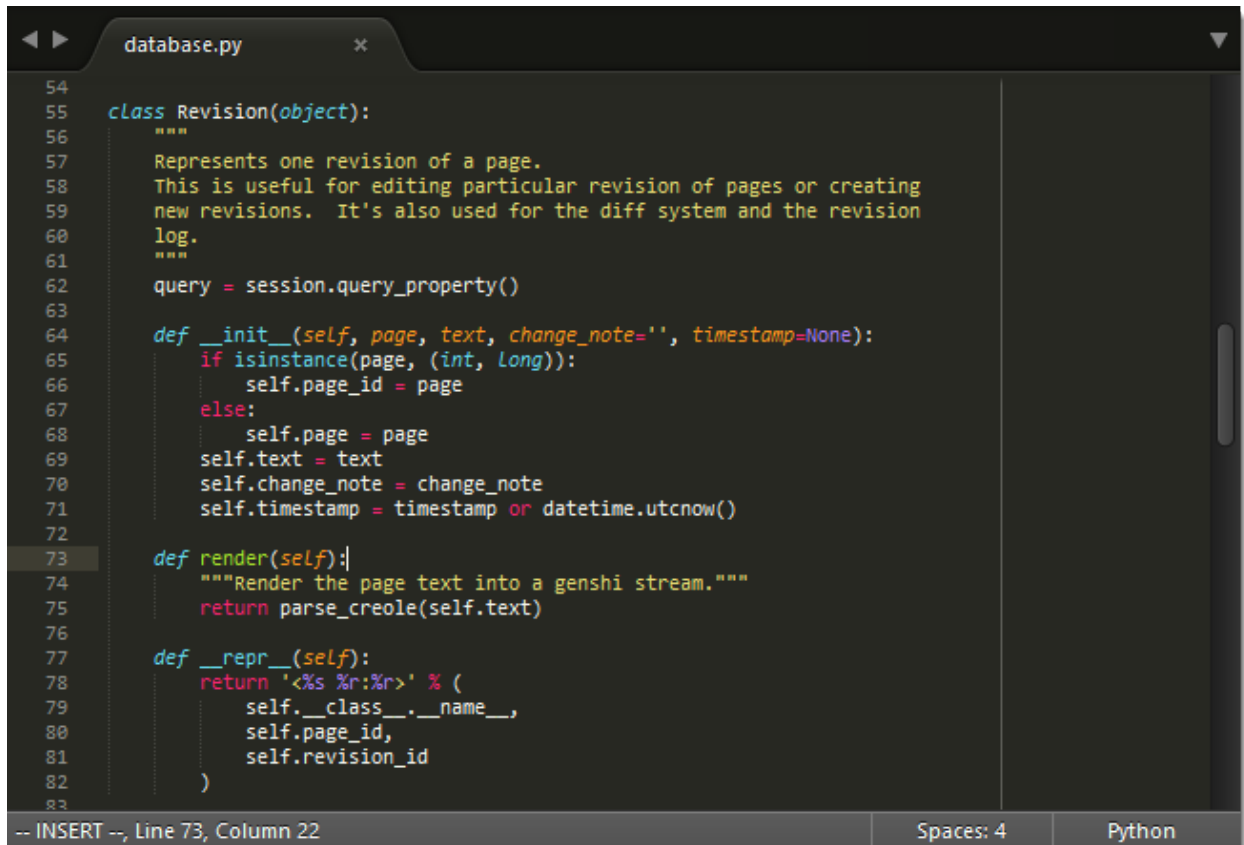 database.py ×
54
55 class Revision(object):
56     """
57     Represents one revision of a page.
58     This is useful for editing particular revision of pages or creating
59     new revisions.  It's also used for the diff system and the revision
60     log.
61     """
62     query = session.query_property()
63
64     def __init__(self, page, text, change_note='', timestamp=None):
65         if isinstance(page, (int, long)):
66             self.page_id = page
67         else:
68             self.page = page
69         self.text = text
70         self.change_note = change_note
71         self.timestamp = timestamp or datetime.utcnow()
72
73     def render(self):
74         """Render the page text into a genshi stream."""
75         return parse_creole(self.text)
76
77     def __repr__(self):
78         return '<%s %r:%r>' % (
79             self.__class__.__name__,
80             self.page_id,
81             self.revision_id
82         )
83
-- INSERT --, Line 73, Column 22 Spaces: 4 Python